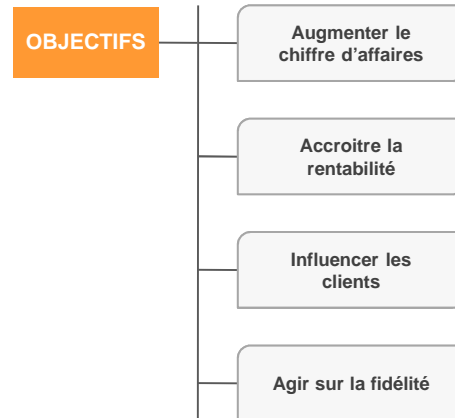 OBJECTIFS
Augmenter le
chiffre d’affaires
Accroitre la
rentabilité
Influencer les
clients
Agir sur la fidélité